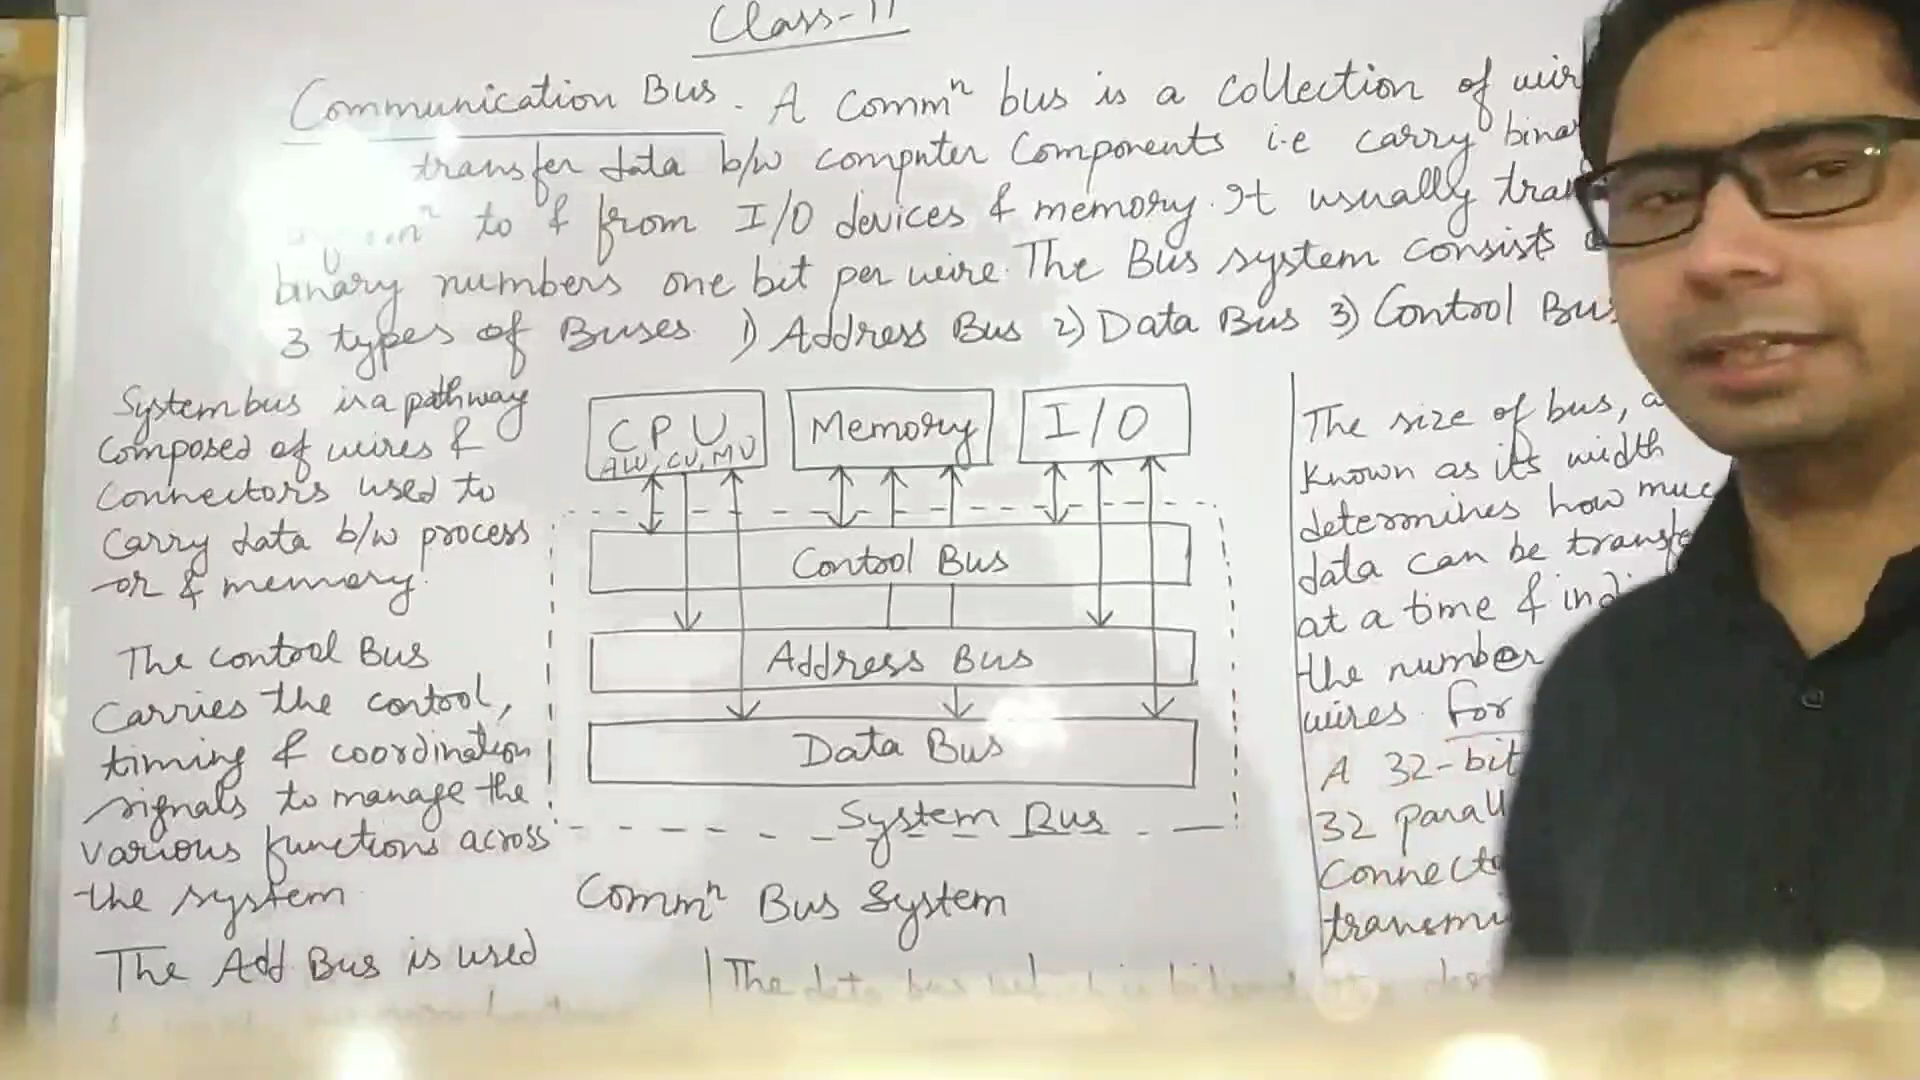 Class-11
Communication Bus. A Commⁿ bus is a collection of
transfer data b/w computer Components i.e carry
to & from I/O devices & memory. It usually
binary numbers one bit per wire. The Bus system consists
3 types of Buses 1) Address Bus 2) Data Bus 3) Control
System bus is a pathway
Composed of wires &
Connectors used to
Carry data b/w process
or & memory.
The Control Bus
Carries the control,
timing & coordination
signals to manage the
various functions across
the system
The Add Bus is used
CPU
ALU, CU, MU
Memory
I/O
Control Bus
Address Bus
Data Bus
System Bus
Commⁿ Bus System
The size of bus,
Known as its width
determines how
data can be
at a time &
the number
wires. For
A 32-bit
32
The data bus which is